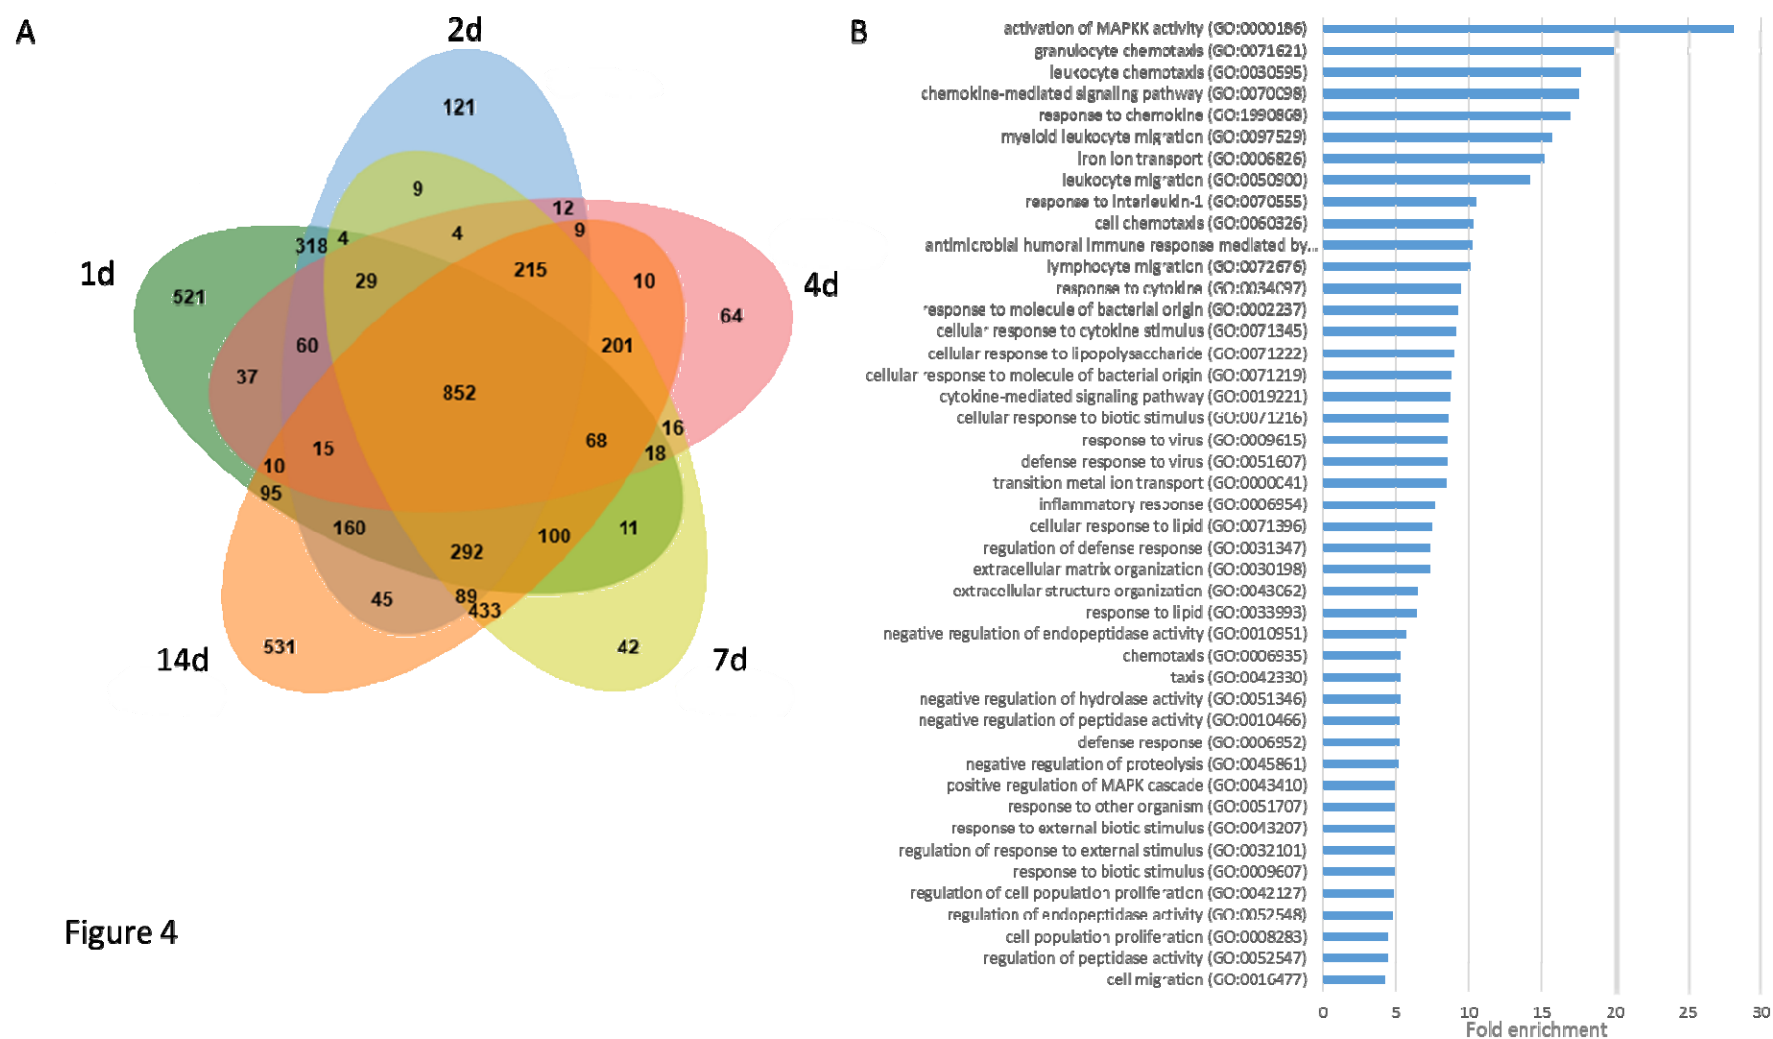 A
2d
121
9
12
318
4
4
9
1d
29
215
10
4d
521
64
60
201
37
852
16
15
68
18
10
95
160
100
11
292
45
89
433
14d
531
42
7d
Figure 4
B
activation of MAPKK activity (GO:0000186)
granulocyte chemotaxis (GO:0071621)
leukocyte chemotaxis (GO:0030595)
chemokine-mediated signaling pathway (GO:0070098)
response to chemokine (GO:1990868)
myeloid leukocyte migration (GO:0097529)
iron ion transport (GO:0006826)
leukocyte migration (GO:0050900)
response to interleukin-1 (GO:0070555)
cell chemotaxis (GO:0060326)
antimicrobial humoral immune response mediated by...
lymphocyte migration (GO:0072676)
response to cytokine (GO:0034097)
response to molecule of bacterial origin (GO:0002237)
cellular response to cytokine stimulus (GO:0071345)
cellular response to lipopolysaccharide (GO:0071222)
cellular response to molecule of bacterial origin (GO:0071219)
cytokine-mediated signaling pathway (GO:0019221)
cellular response to biotic stimulus (GO:0071216)
response to virus (GO:0009615)
defense response to virus (GO:0051607)
transition metal ion transport (GO:0000041)
inflammatory response (GO:0006954)
cellular response to lipid (GO:0071396)
regulation of defense response (GO:0031347)
extracellular matrix organization (GO:0030198)
extracellular structure organization (GO:0043062)
response to lipid (GO:0033993)
negative regulation of endopeptidase activity (GO:0010951)
chemotaxis (GO:0006935)
taxis (GO:0042330)
negative regulation of hydrolase activity (GO:0051346)
negative regulation of peptidase activity (GO:0010466)
defense response (GO:0006952)
negative regulation of proteolysis (GO:0045861)
positive regulation of MAPK cascade (GO:0043410)
response to other organism (GO:0051707)
response to external biotic stimulus (GO:0043207)
regulation of response to external stimulus (GO:0032101)
response to biotic stimulus (GO:0009607)
regulation of cell population proliferation (GO:0042127)
regulation of endopeptidase activity (GO:0052548)
cell population proliferation (GO:0008283)
regulation of peptidase activity (GO:0052547)
cell migration (GO:0016477)
0 5 10 15 20 25 30
Fold enrichment